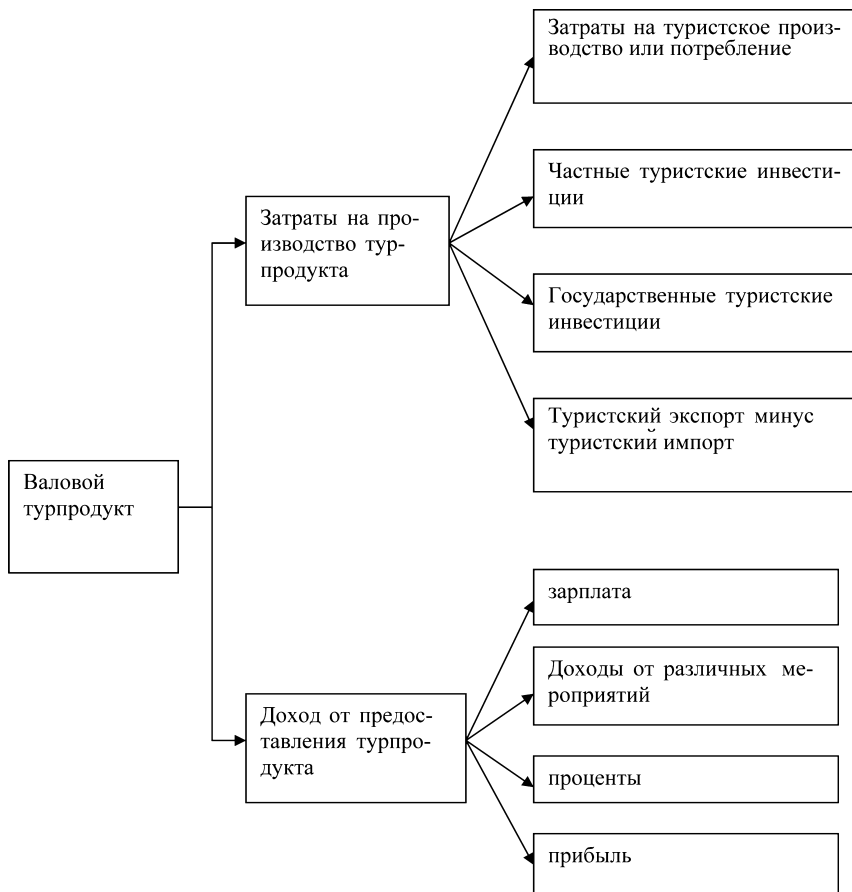 Затраты на туристское произ-
водство или потребление
Частные туристские инвести-
ции
Затраты на про-
изводство тур-
продукта
Государственные туристские
инвестиции
Туристский экспорт минус
туристский импорт
Валовой
турпродукт
зарплата
Доходы от различных ме-
роприятий
Доход от предос-
тавления турпро-
дукта
проценты
прибыль